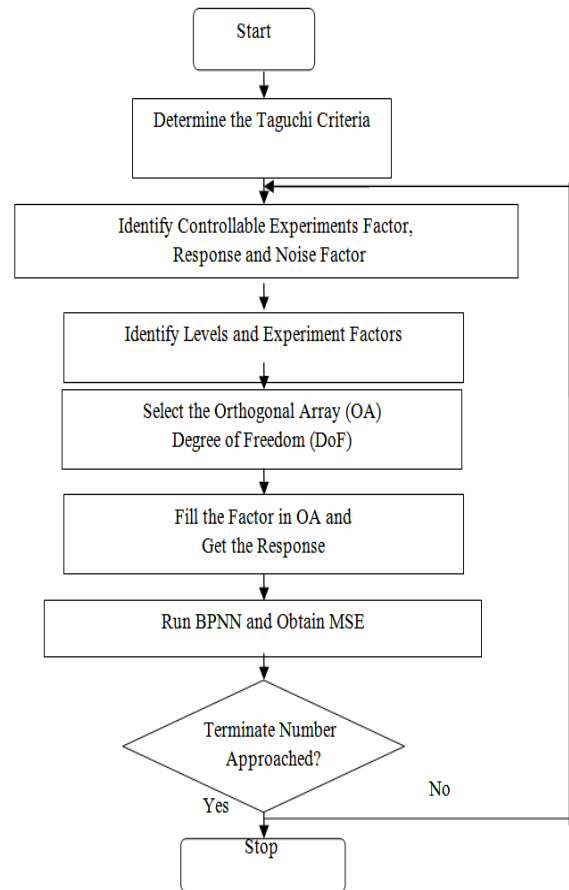 Start
Determine the Taguchi Criteria
Identify Controllable Experiments Factor,
Response and Noise Factor
Identify Levels and Experiment Factors
Select the Orthogonal Array (OA)
Degree of Freedom (DoF)
Fill the Factor in OA and
Get the Response
Run BPNN and Obtain MSE
Terminate Number
Approached?
No
Yes
Stop